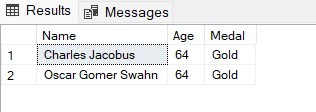 Results Messages
Name Age Medal
1 Charles Jacobus 64 Gold
2 Oscar Gomer Swahn 64 Gold